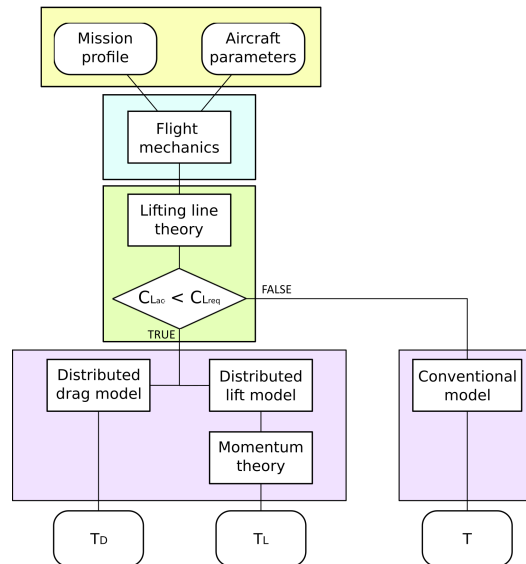 Mission
profile
Aircraft
parameters
Flight
mechanics
Lifting line
theory
CLao < CLreq
FALSE
TRUE
Distributed
drag model
Distributed
lift model
Conventional
model
Momentum
theory
TD
TL
T